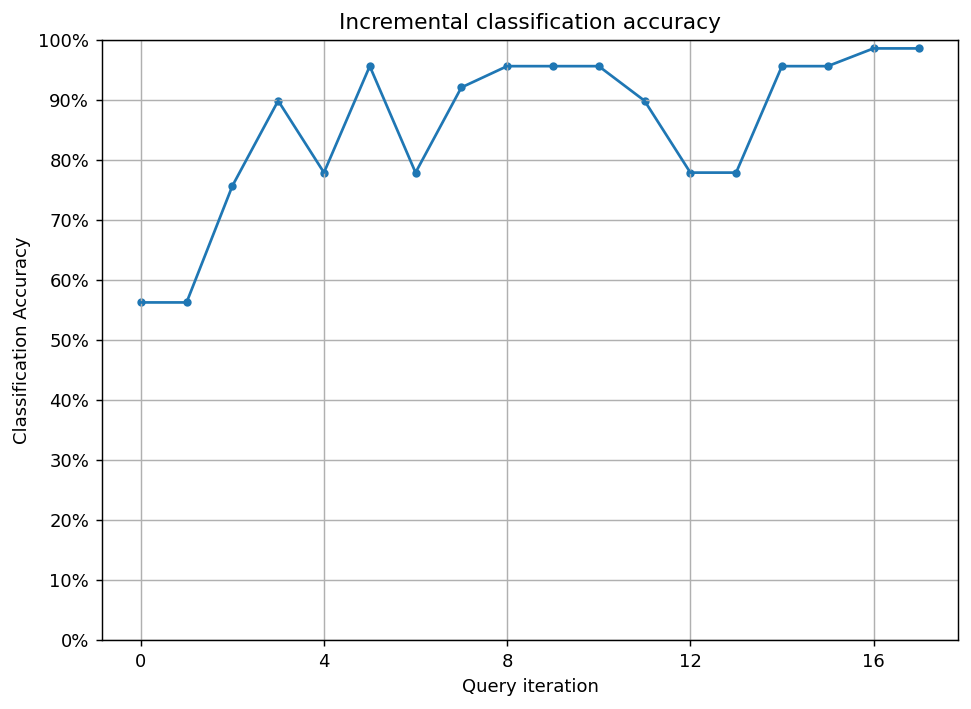 Incremental classification accuracy
100%
90%
80%
70%
60%
50%
40%
30%
20%
10%
0%
Classification Accuracy
0 4 8 12 16
Query iteration